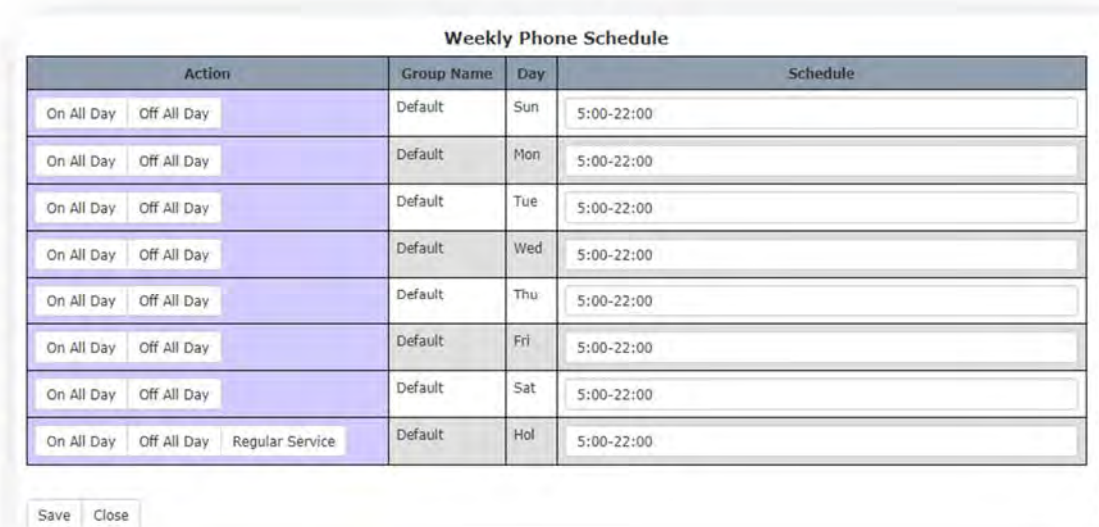 Weekly Phone Schedule
Action Group Name Day Schedule
On All Day Off All Day Default Sun 5:00-22:00
On All Day Off All Day Default Mon 5:00-22:00
On All Day Off All Day Default Tue 5:00-22:00
On All Day Off All Day Default Wed 5:00-22:00
On All Day Off All Day Default Thu 5:00-22:00
On All Day Off All Day Default Fri 5:00-22:00
On All Day Off All Day Default Sat 5:00-22:00
On All Day Off All Day Regular Service Default Hol 5:00-22:00
Save Close